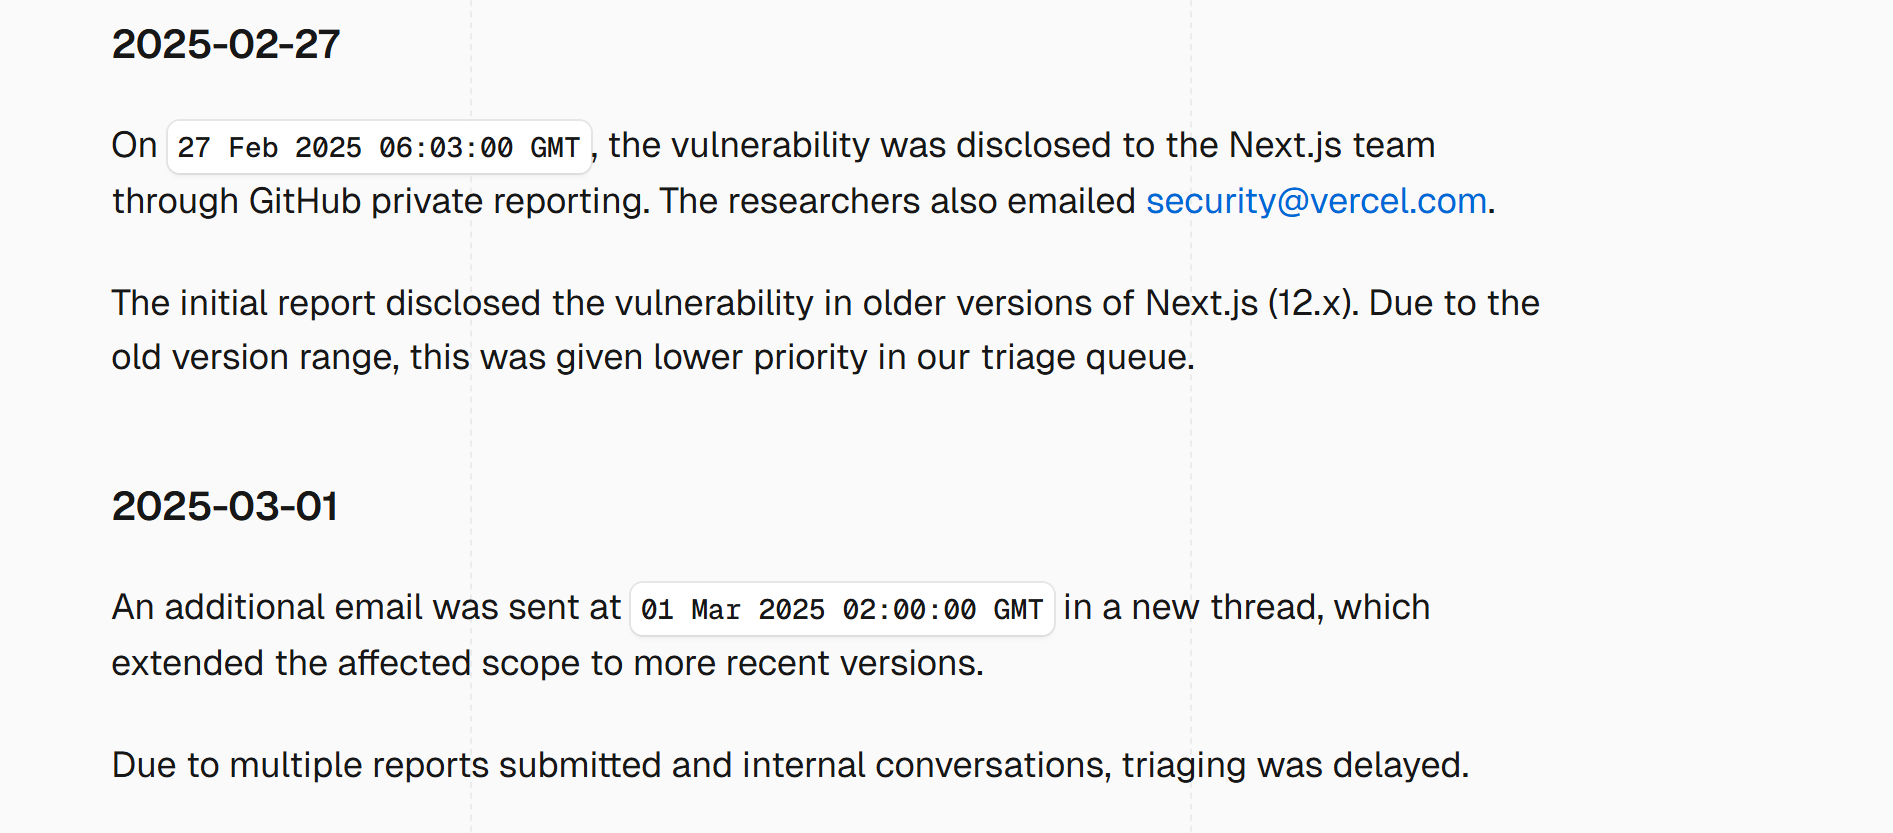 2025-02-27
On 27 Feb 2025 06:03:00 GMT, the vulnerability was disclosed to the Next.js team
through GitHub private reporting. The researchers also emailed security@vercel.com.
The initial report disclosed the vulnerability in older versions of Next.js (12.x). Due to the
old version range, this was given lower priority in our triage queue.
2025-03-01
An additional email was sent at 01 Mar 2025 02:00:00 GMT in a new thread, which
extended the affected scope to more recent versions.
Due to multiple reports submitted and internal conversations, triaging was delayed.